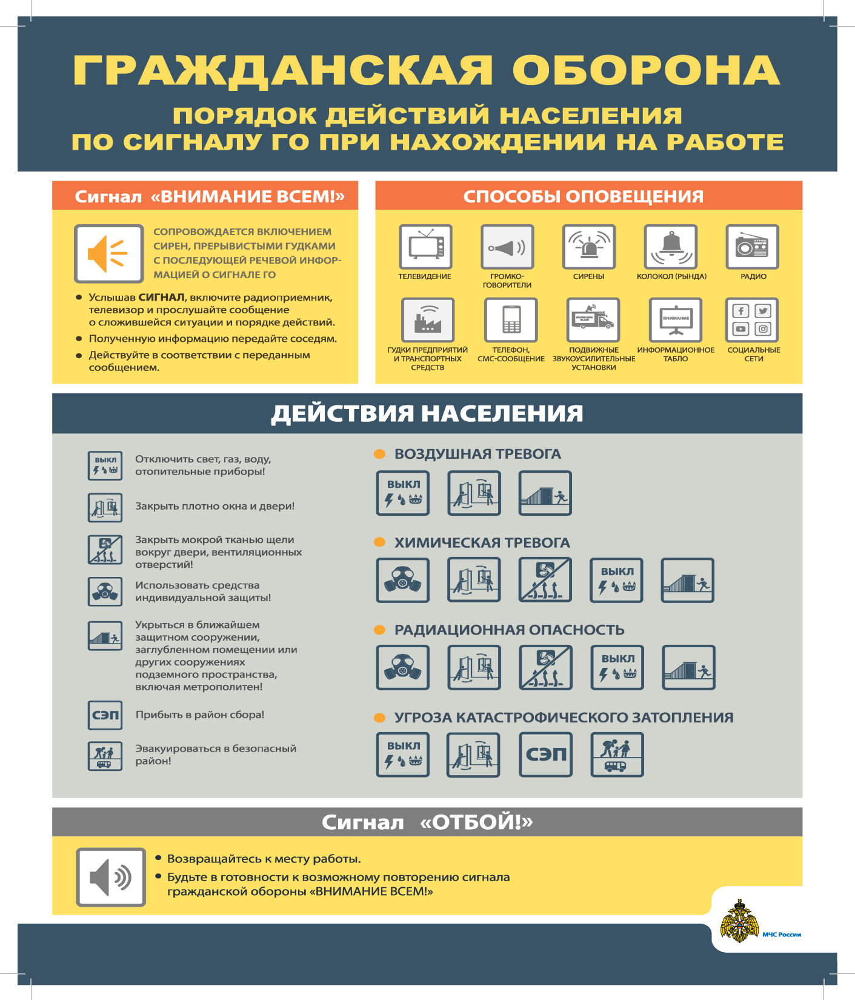 ГРАЖДАНСКАЯ ОБОРОНА
ПОРЯДОК ДЕЙСТВИЙ НАСЕЛЕНИЯ
ПО СИГНАЛУ ГО ПРИ НАХОЖДЕНИИ НА РАБОТЕ
Сигнал «ВНИМАНИЕ ВСЕМ!»
СОПРОВОЖДАЕТСЯ ВКЛЮЧЕНИЕМ
СИРЕН, ПРЕРЫВИСТЫМИ ГУДКАМИ
С ПОСЛЕДУЮЩЕЙ РЕЧЕВОЙ ИНФОР-
МАЦИЕЙ О СИГНАЛЕ ГО
• Услышав СИГНАЛ, включите радиоприемник,
телевизор и прослушайте сообщение
о сложившейся ситуации и порядке действий.
• Полученную информацию передайте соседям.
• Действуйте в соответствии с переданным
сообщением.
СПОСОБЫ ОПОВЕЩЕНИЯ
ТЕЛЕВИДЕНИЕ
ГРОМКО-
ГОВОРИТЕЛИ
СИРЕНЫ
КОЛОКОЛ (РЫНДА)
РАДИО
ГУДКИ ПРЕДПРИЯТИЙ
И ТРАНСПОРТНЫХ
СРЕДСТВ
ТЕЛЕФОН,
СМС-СООБЩЕНИЕ
ВНИМАНИЕ
ВСЕМ!
ПОДВИЖНЫЕ
ЗВУКОУСИЛИТЕЛЬНЫЕ
УСТАНОВКИ
ВНИМАНИЕ
ИНФОРМАЦИОННОЕ
ТАБЛО
СОЦИАЛЬНЫЕ
СЕТИ
ДЕЙСТВИЯ НАСЕЛЕНИЯ
ВЫКЛ
Отключить свет, газ, воду,
отопительные приборы!
Закрыть плотно окна и двери!
Закрыть мокрой тканью щели
вокруг двери, вентиляционных
отверстий!
Использовать средства
индивидуальной защиты!
Укрыться в ближайшем
защитном сооружении,
заглубленном помещении или
других сооружениях
подземного пространства,
включая метрополитен!
СЭП
Прибыть в район сбора!
Эвакуироваться в безопасный
район!
ВОЗДУШНАЯ ТРЕВОГА
ВЫКЛ
ХИМИЧЕСКАЯ ТРЕВОГА
ВЫКЛ
РАДИАЦИОННАЯ ОПАСНОСТЬ
ВЫКЛ
УГРОЗА КАТАСТРОФИЧЕСКОГО ЗАТОПЛЕНИЯ
ВЫКЛ
СЭП
Сигнал «ОТБОЙ!»
• Возвращайтесь к месту работы.
• Будьте в готовности к возможному повторению сигнала
гражданской обороны «ВНИМАНИЕ ВСЕМ!»
МЧС России